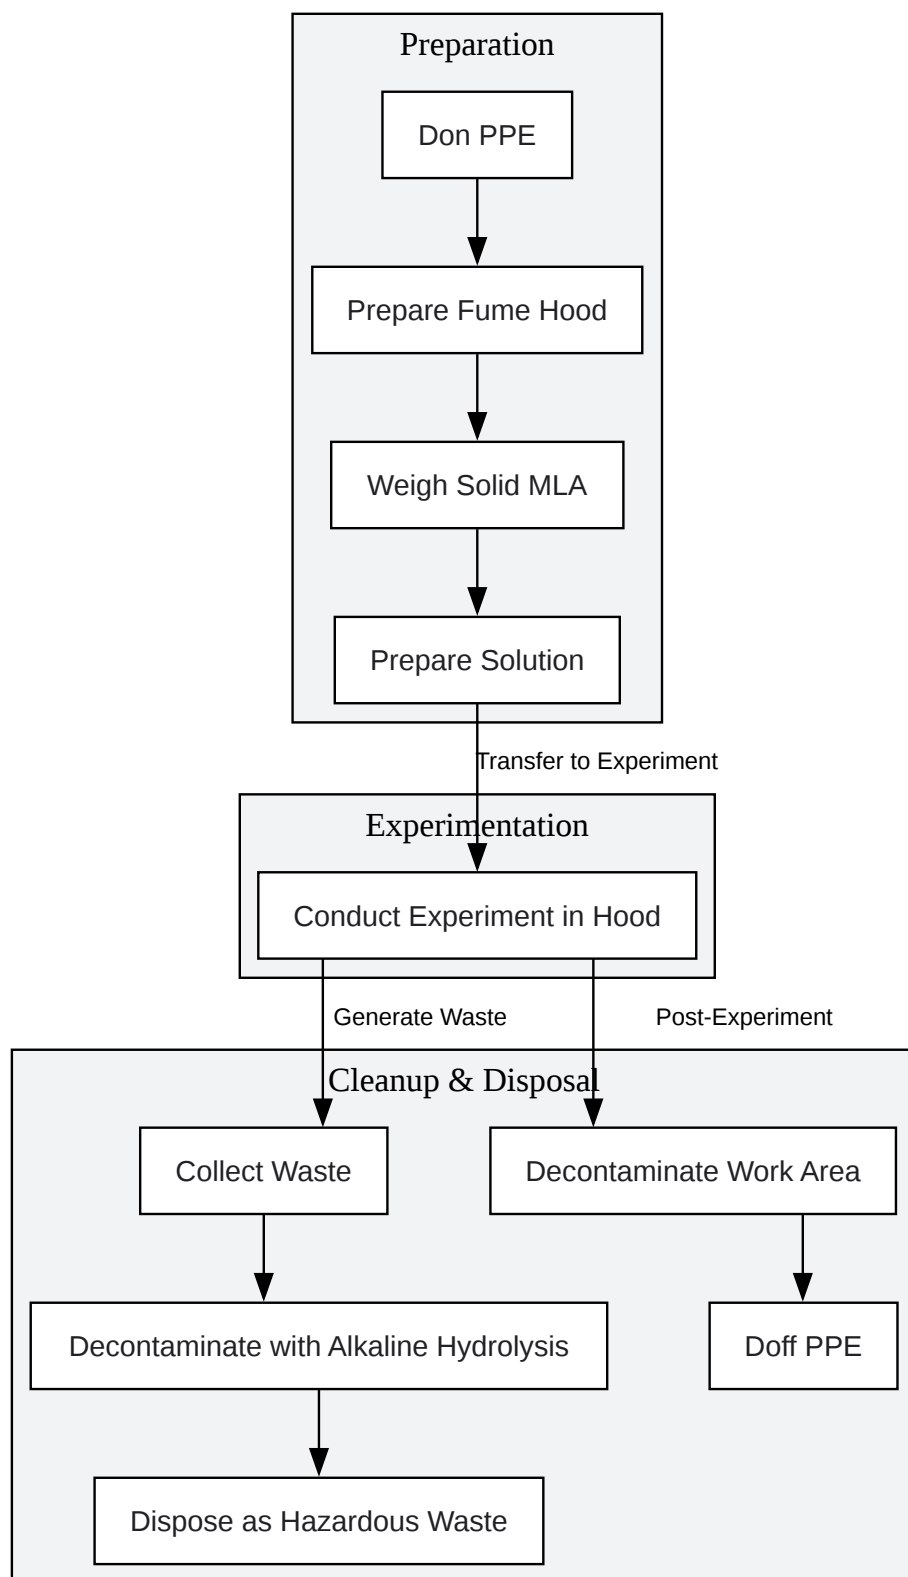 Preparation
Don PPE
Prepare Fume Hood
Weigh Solid MLA
Prepare Solution
Transfer to Experiment
Experimentation
Conduct Experiment in Hood
Generate Waste
Post-Experiment
Cleanup & Disposal
Collect Waste
Decontaminate Work Area
Decontaminate with Alkaline Hydrolysis
Doff PPE
Dispose as Hazardous Waste